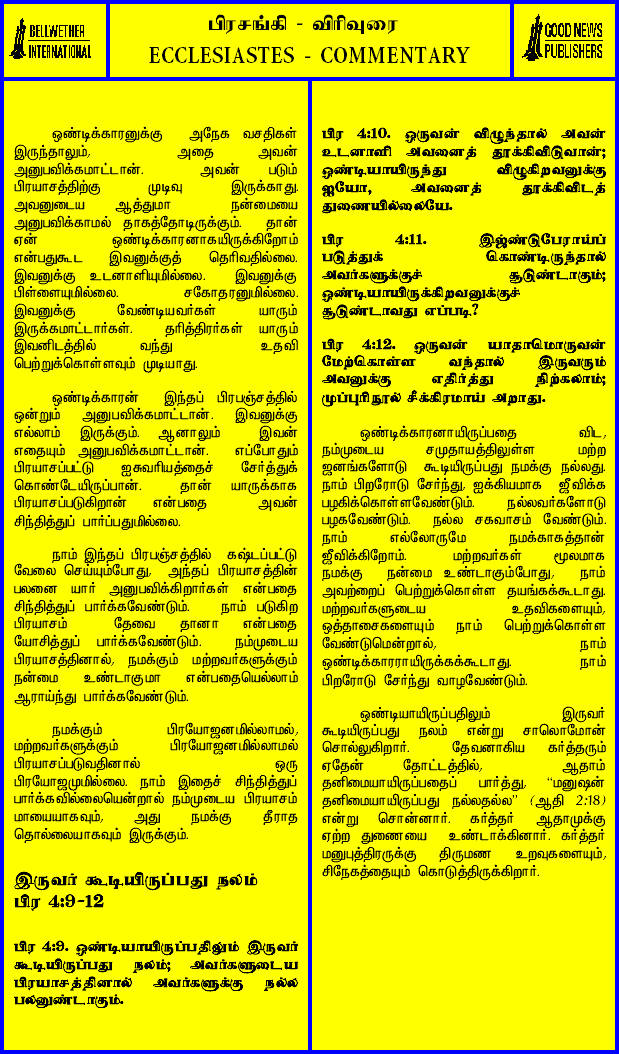 BELLWETHER
INTERNATIONAL
பிரசங்கி - விரிவுரை
ECCLESIASTES - COMMENTARY
GOOD NEWS
PUBLISHERS
ஒண்டிக்காரனுக்கு அநேக வசதிகள்
இருந்தாலும், அதை அவன்
அனுபவிக்கமாட்டான். அவன் படும்
பிரயாசத்திற்கு முடிவு இருக்காது.
அவனுடைய ஆத்துமா நன்மையை
அனுபவிக்காமல் தாகத்தோடிருக்கும். தான்
ஏன் ஒண்டிக்காரனாகயிருக்கிறோம்
என்பதுகூட இவனுக்குத் தெரிவதில்லை.
இவனுக்கு உடனாளியுமில்லை. இவனுக்கு
பிள்ளையுமில்லை. சகோதரனுமில்லை.
இவனுக்கு வேண்டியவர்கள் யாரும்
இருக்கமாட்டார்கள். தரித்திரர்கள் யாரும்
இவனிடத்தில் வந்து உதவி
பெற்றுக்கொள்ளவும் முடியாது.
ஒண்டிக்காரன் இந்தப் பிரபஞ்சத்தில்
ஒன்றும் அனுபவிக்கமாட்டான். இவனுக்கு
எல்லாம் இருக்கும். ஆனாலும் இவன்
எதையும் அனுபவிக்கமாட்டான். எப்போதும்
பிரயாசப்பட்டு ஐசுவரியத்தைச் சேர்த்துக்
கொண்டேயிருப்பான். தான் யாருக்காக
பிரயாசப்படுகிறான் என்பதை அவன்
சிந்தித்துப் பார்ப்பதுமில்லை.
நாம் இந்தப் பிரபஞ்சத்தில் கஷ்டப்பட்டு
வேலை செய்யும்போது, அந்தப் பிரயாசத்தின்
பலனை யார் அனுபவிக்கிறார்கள் என்பதை
சிந்தித்துப் பார்க்கவேண்டும். நாம் படுகிற
பிரயாசம் தேவை தானா என்பதை
யோசித்துப் பார்க்கவேண்டும். நம்முடைய
பிரயாசத்தினால், நமக்கும் மற்றவர்களுக்கும்
நன்மை உண்டாகுமா என்பதையெல்லாம்
ஆராய்ந்து பார்க்கவேண்டும்.
நமக்கும் பிரயோஜனமில்லாமல்,
மற்றவர்களுக்கும் பிரயோஜனமில்லாமல்
பிரயாசப்படுவதினால் ஒரு
பிரயோஜமுமில்லை. நாம் இதைச் சிந்தித்துப்
பார்க்கவில்லையென்றால் நம்முடைய பிரயாசம்
மாயையாகவும், அது நமக்கு தீராத
தொல்லையாகவும் இருக்கும்.
இருவர் கூடியிருப்பது நலம்
பிர 4:9-12
பிர 4:9. ஒண்டியாயிருப்பதிலும் இருவர்
கூடியிருப்பது நலம்; அவர்களுடைய
பிரயாசத்தினால் அவர்களுக்கு நல்ல
பலனுண்டாகும்.
பிர 4:10. ஒருவன் விழுந்தால் அவன்
உடனாளி அவனைத் தூக்கிவிடுவான்;
ஒண்டியாயிருந்து விழுகிறவனுக்கு
ஐயோ, அவனைத் தூக்கிவிடத்
துணையில்லையே.
பிர 4:11. இரண்டுபேராய்ப்
படுத்துக் கொண்டிருந்தால்
அவர்களுக்குச் சூடுண்டாகும்;
ஒண்டியாயிருக்கிறவனுக்குச்
சூடுண்டாவது எப்படி?
பிர 4:12. ஒருவன் யாதாமொருவன்
மேற்கொள்ள வந்தால் இருவரும்
அவனுக்கு எதிர்த்து நிற்கலாம்;
முப்புரிநூல் சீக்கிரமாய் அறாது.
ஒண்டிக்காரனாயிருப்பதை விட,
நம்முடைய சமுதாயத்திலுள்ள மற்ற
ஜனங்களோடு கூடியிருப்பது நமக்கு நல்லது.
நாம் பிறரோடு சேர்ந்து, ஐக்கியமாக ஜீவிக்க
பழகிக்கொள்ளவேண்டும். நல்லவர்களோடு
பழகவேண்டும். நல்ல சகவாசம் வேண்டும்.
நாம் எல்லோருமே நமக்காகத்தான்
ஜீவிக்கிறோம். மற்றவர்கள் மூலமாக
நமக்கு நன்மை உண்டாகும்போது, நாம்
அவற்றைப் பெற்றுக்கொள்ள தயங்கக்கூடாது.
மற்றவர்களுடைய உதவிகளையும்,
ஒத்தாசைகளையும் நாம் பெற்றுக்கொள்ள
வேண்டுமென்றால், நாம்
ஒண்டிக்காரராயிருக்கக்கூடாது. நாம்
பிறரோடு சேர்ந்து வாழவேண்டும்.
ஒண்டியாயிருப்பதிலும் இருவர்
கூடியிருப்பது நலம் என்று சாலொமோன்
சொல்லுகிறார். தேவனாகிய கர்த்தரும்
ஏதேன் தோட்டத்தில், ஆதாம்
தனிமையாயிருப்பதைப் பார்த்து, "மனுஷன்
தனிமையாயிருப்பது நல்லதல்ல" (ஆதி 2:18)
என்று சொன்னார். கர்த்தர் ஆதாமுக்கு
ஏற்ற துணையை உண்டாக்கினார். கர்த்தர்
மனுபுத்திரருக்கு திருமண உறவுகளையும்,
சிநேகத்தையும் கொடுத்திருக்கிறார்.